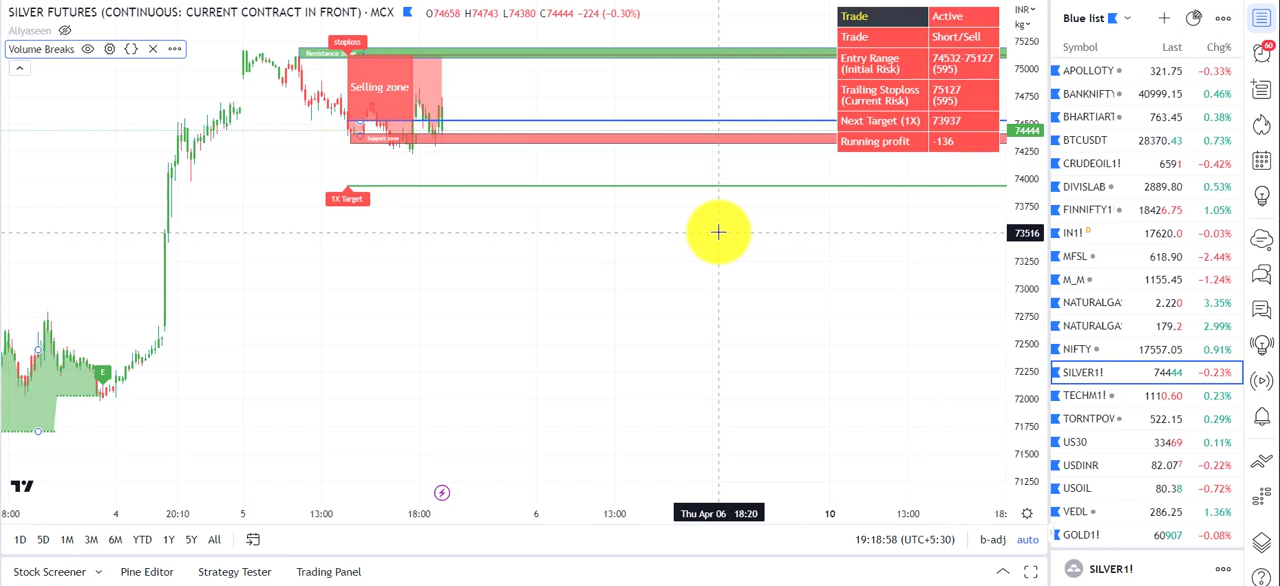 SILVER FUTURES (CONTINUOUS: CURRENT CONTRACT IN FRONT) · MCX O74658 H74743 L74380 C74444 -224 (-0.30%)
Aliyaseen
Volume Breaks
stoploss
Selling zone
1X Target
E
Trade Active
Trade Short/Sell
Entry Range (Initial Risk) 74532-75127 (595)
Trailing Stoploss (Current Risk) 75127 (595)
Next Target (1X) 73937
Running profit -136
INR
kg
75250
75000
74750
74500
74444
74250
74000
73750
73516
73250
73000
72750
72500
72250
72000
71750
71500
71250
8:00 4 20:10 5 13:00 18:00 6 13:00 Thu Apr 06 18:20 10 13:00 18:
1D 5D 1M 3M 6M YTD 1Y 5Y All 19:18:58 (UTC+5:30) b-adj auto
Stock Screener Pine Editor Strategy Tester Trading Panel
Blue list
Symbol Last Chg%
APOLLOTY 321.75 -0.33%
BANKNIFTY 40999.15 0.46%
BHARTIART 763.45 0.38%
BTCUSDT 28370.43 0.73%
CRUDEOIL1! 6591 -0.42%
DIVISLAB 2889.80 0.53%
FINNIFTY1 18426.75 1.05%
IN1! D 17620.0 -0.03%
MFSL 618.90 -2.44%
M_M 1155.45 -1.24%
NATURALGA 2.220 3.35%
NATURALGA 179.2 2.99%
NIFTY 17557.05 0.91%
SILVER1! 74444 -0.23%
TECHM1! 1110.60 0.23%
TORNTPOV 522.15 0.29%
US30 33469 0.11%
USDINR 82.077 -0.22%
USOIL 80.38 -0.72%
VEDL 286.25 1.36%
GOLD1! 60907 -0.08%
SILVER1!
60